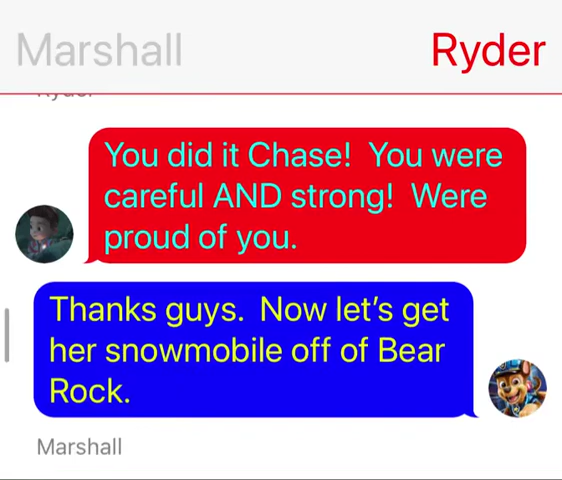 Marshall
Ryder
Ryder
You did it Chase!  You were
careful AND strong!  Were
proud of you.
Thanks guys.  Now let's get
her snowmobile off of Bear
Rock.
Marshall